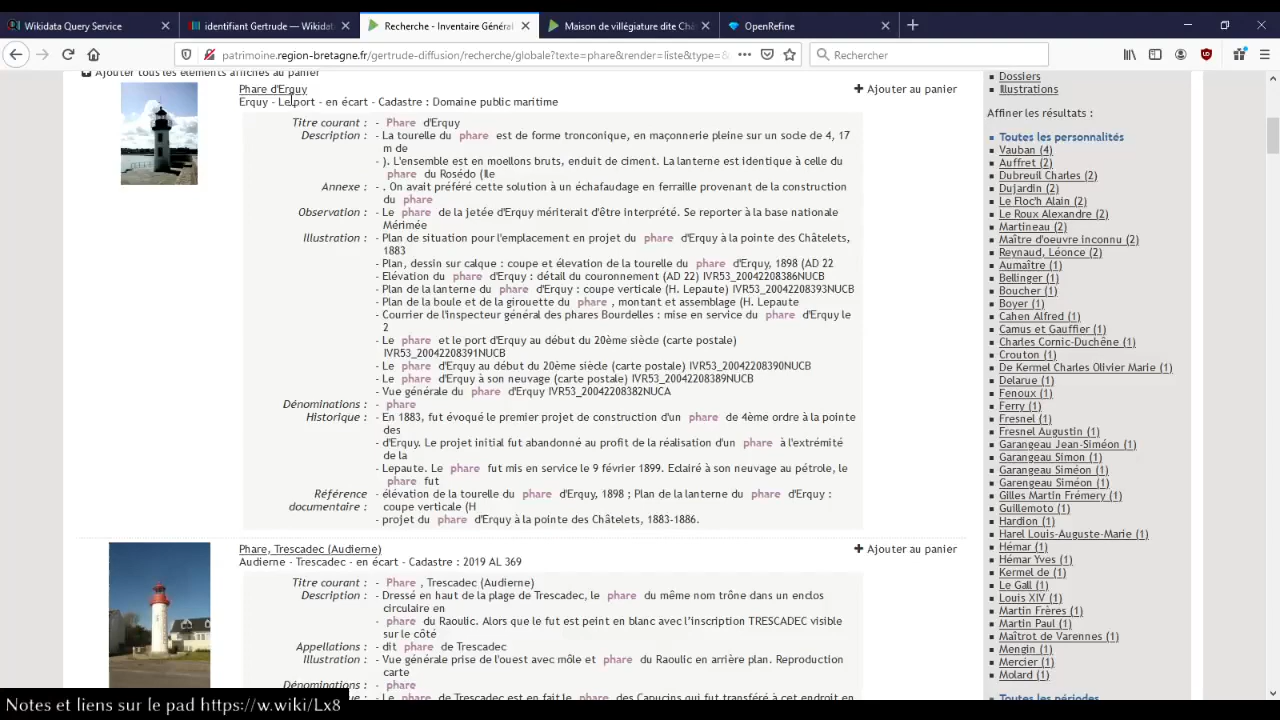 Wikidata Query Service
identifiant Gertrude — Wikidat
Recherche - Inventaire Général
Maison de villégiature dite Ch
OpenRefine
patrimoine.region-bretagne.fr/gertrude-diffusion/recherche/globale?texte=phare&render=liste&type=
Rechercher
Ajouter tous les éléments affichés au panier
Phare d'Erquy
Ajouter au panier
Erquy - Le port - en écart - Cadastre : Domaine public maritime
Titre courant : - Phare d'Erquy
Description : - La tourelle du phare est de forme tronconique, en maçonnerie pleine sur un socle de 4, 17
m de
- ). L'ensemble est en moellons bruts, enduit de ciment. La lanterne est identique à celle du
phare du Rosédo (Ile
Annexe : - . On avait préféré cette solution à un échafaudage en ferraille provenant de la construction
du phare
Observation : - Le phare de la jetée d'Erquy mériterait d'être interprété. Se reporter à la base nationale
Mérimée
Illustration : - Plan de situation pour l'emplacement en projet du phare d'Erquy à la pointe des Châtelets,
1883
- Plan, dessin sur calque : coupe et élevation de la tourelle du phare d'Erquy, 1898 (AD 22
- Elévation du phare d'Erquy : détail du couronnement (AD 22) IVR53_20042208386NUCB
- Plan de la lanterne du phare d'Erquy : coupe verticale (H. Lepaute) IVR53_20042208393NUCB
- Plan de la boule et de la girouette du phare , montant et assemblage (H. Lepaute
- Courrier de l'inspecteur général des phares Bourdelles : mise en service du phare d'Erquy le
2
- Le phare et le port d'Erquy au début du 20ème siècle (carte postale)
IVR53_20042208391NUCB
- Le phare d'Erquy au début du 20ème siècle (carte postale) IVR53_20042208390NUCB
- Le phare d'Erquy à son neuvage (carte postale) IVR53_20042208389NUCB
- Vue générale du phare d'Erquy IVR53_20042208382NUCA
Dénominations : - phare
Historique : - En 1883, fut évoqué le premier projet de construction d'un phare de 4ème ordre à la pointe
des
- d'Erquy. Le projet initial fut abandonné au profit de la réalisation d'un phare à l'extrémité
de la
- Lepaute. Le phare fut mis en service le 9 février 1899. Eclairé à son neuvage au pétrole, le
phare fut
Référence documentaire : - élévation de la tourelle du phare d'Erquy, 1898 ; Plan de la lanterne du phare d'Erquy :
coupe verticale (H
- projet du phare d'Erquy à la pointe des Châtelets, 1883-1886.
Phare, Trescadec (Audierne)
Ajouter au panier
Audierne - Trescadec - en écart - Cadastre : 2019 AL 369
Titre courant : - Phare , Trescadec (Audierne)
Description : - Dressé en haut de la plage de Trescadec, le phare du même nom trône dans un enclos
circulaire en
- phare du Raoulic. Alors que le fut est peint en blanc avec l'inscription TRESCADEC visible
sur le côté
Appellations : - dit phare de Trescadec
Illustration : - Vue générale prise de l'ouest avec môle et phare du Raoulic en arrière plan. Reproduction
carte
Dénominations : - phare
- Le phare de Trescadec est en fait le phare des Capucins qui fut transféré à cet endroit en
Dossiers
Illustrations
Affiner les résultats :
Toutes les personnalités
Vauban (4)
Auffret (2)
Dubreuil Charles (2)
Dujardin (2)
Le Floc'h Alain (2)
Le Roux Alexandre (2)
Martineau (2)
Maître d'oeuvre inconnu (2)
Reynaud, Léonce (2)
Aumaître (1)
Bellinger (1)
Boucher (1)
Boyer (1)
Cahen Alfred (1)
Camus et Gauffier (1)
Charles Cornic-Duchêne (1)
Crouton (1)
De Kermel Charles Olivier Marie (1)
Delarue (1)
Fenoux (1)
Ferry (1)
Fresnel (1)
Fresnel Augustin (1)
Garangeau Jean-Siméon (1)
Garangeau Simon (1)
Garangeau Siméon (1)
Garengeau Siméon (1)
Gilles Martin Frémery (1)
Guillemoto (1)
Hardion (1)
Harel Louis-Auguste-Marie (1)
Hémar (1)
Hémar Yves (1)
Kermel de (1)
Le Gall (1)
Louis XIV (1)
Martin Frères (1)
Martin Paul (1)
Maîtrot de Varennes (1)
Mengin (1)
Mercier (1)
Molard (1)
Toutes les périodes
Notes et liens sur le pad https://w.wiki/Lx8